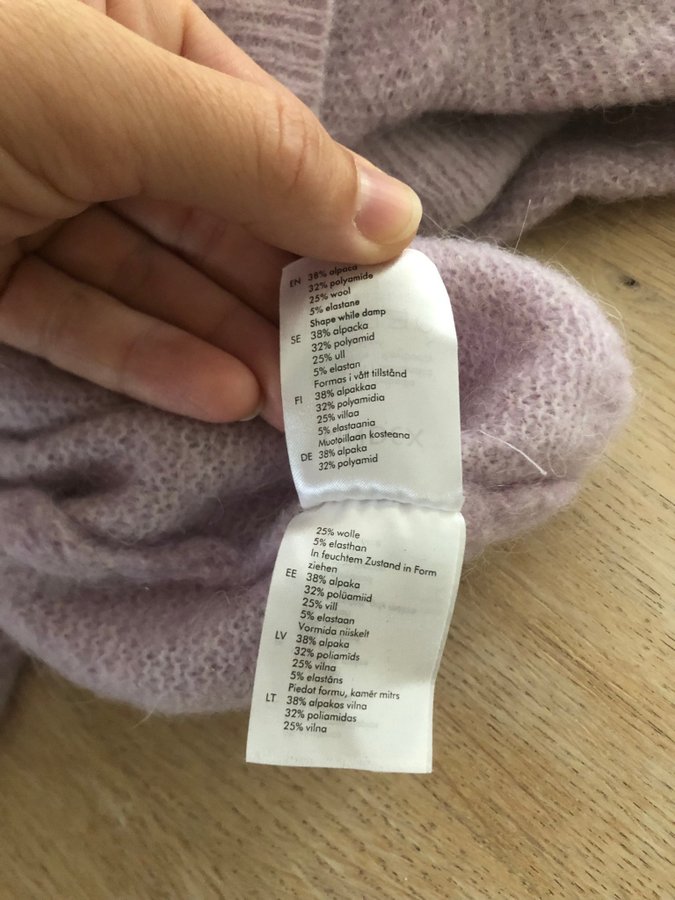 EN 38% alpaca
32% polyamide
25% wool
5% elastane
Shape while damp
SE 38% alpacka
32% polyamid
25% ull
5% elastan
Formas i vått tillstånd
FI 38% alpakkaa
32% polyamidia
25% villaa
5% elastaania
Muotoillaan kosteana
DE 38% alpaka
32% polyamid
25% wolle
5% elasthan
In feuchtem Zustand in Form
ziehen
EE 38% alpaka
32% polüamiid
25% vill
5% elastaan
Vormida niiskelt
LV 38% alpaka
32% poliamīds
25% vilna
5% elastāns
Piedot formu, kamēr mitrs
LT 38% alpakos vilna
32% poliamidas
25% vilna